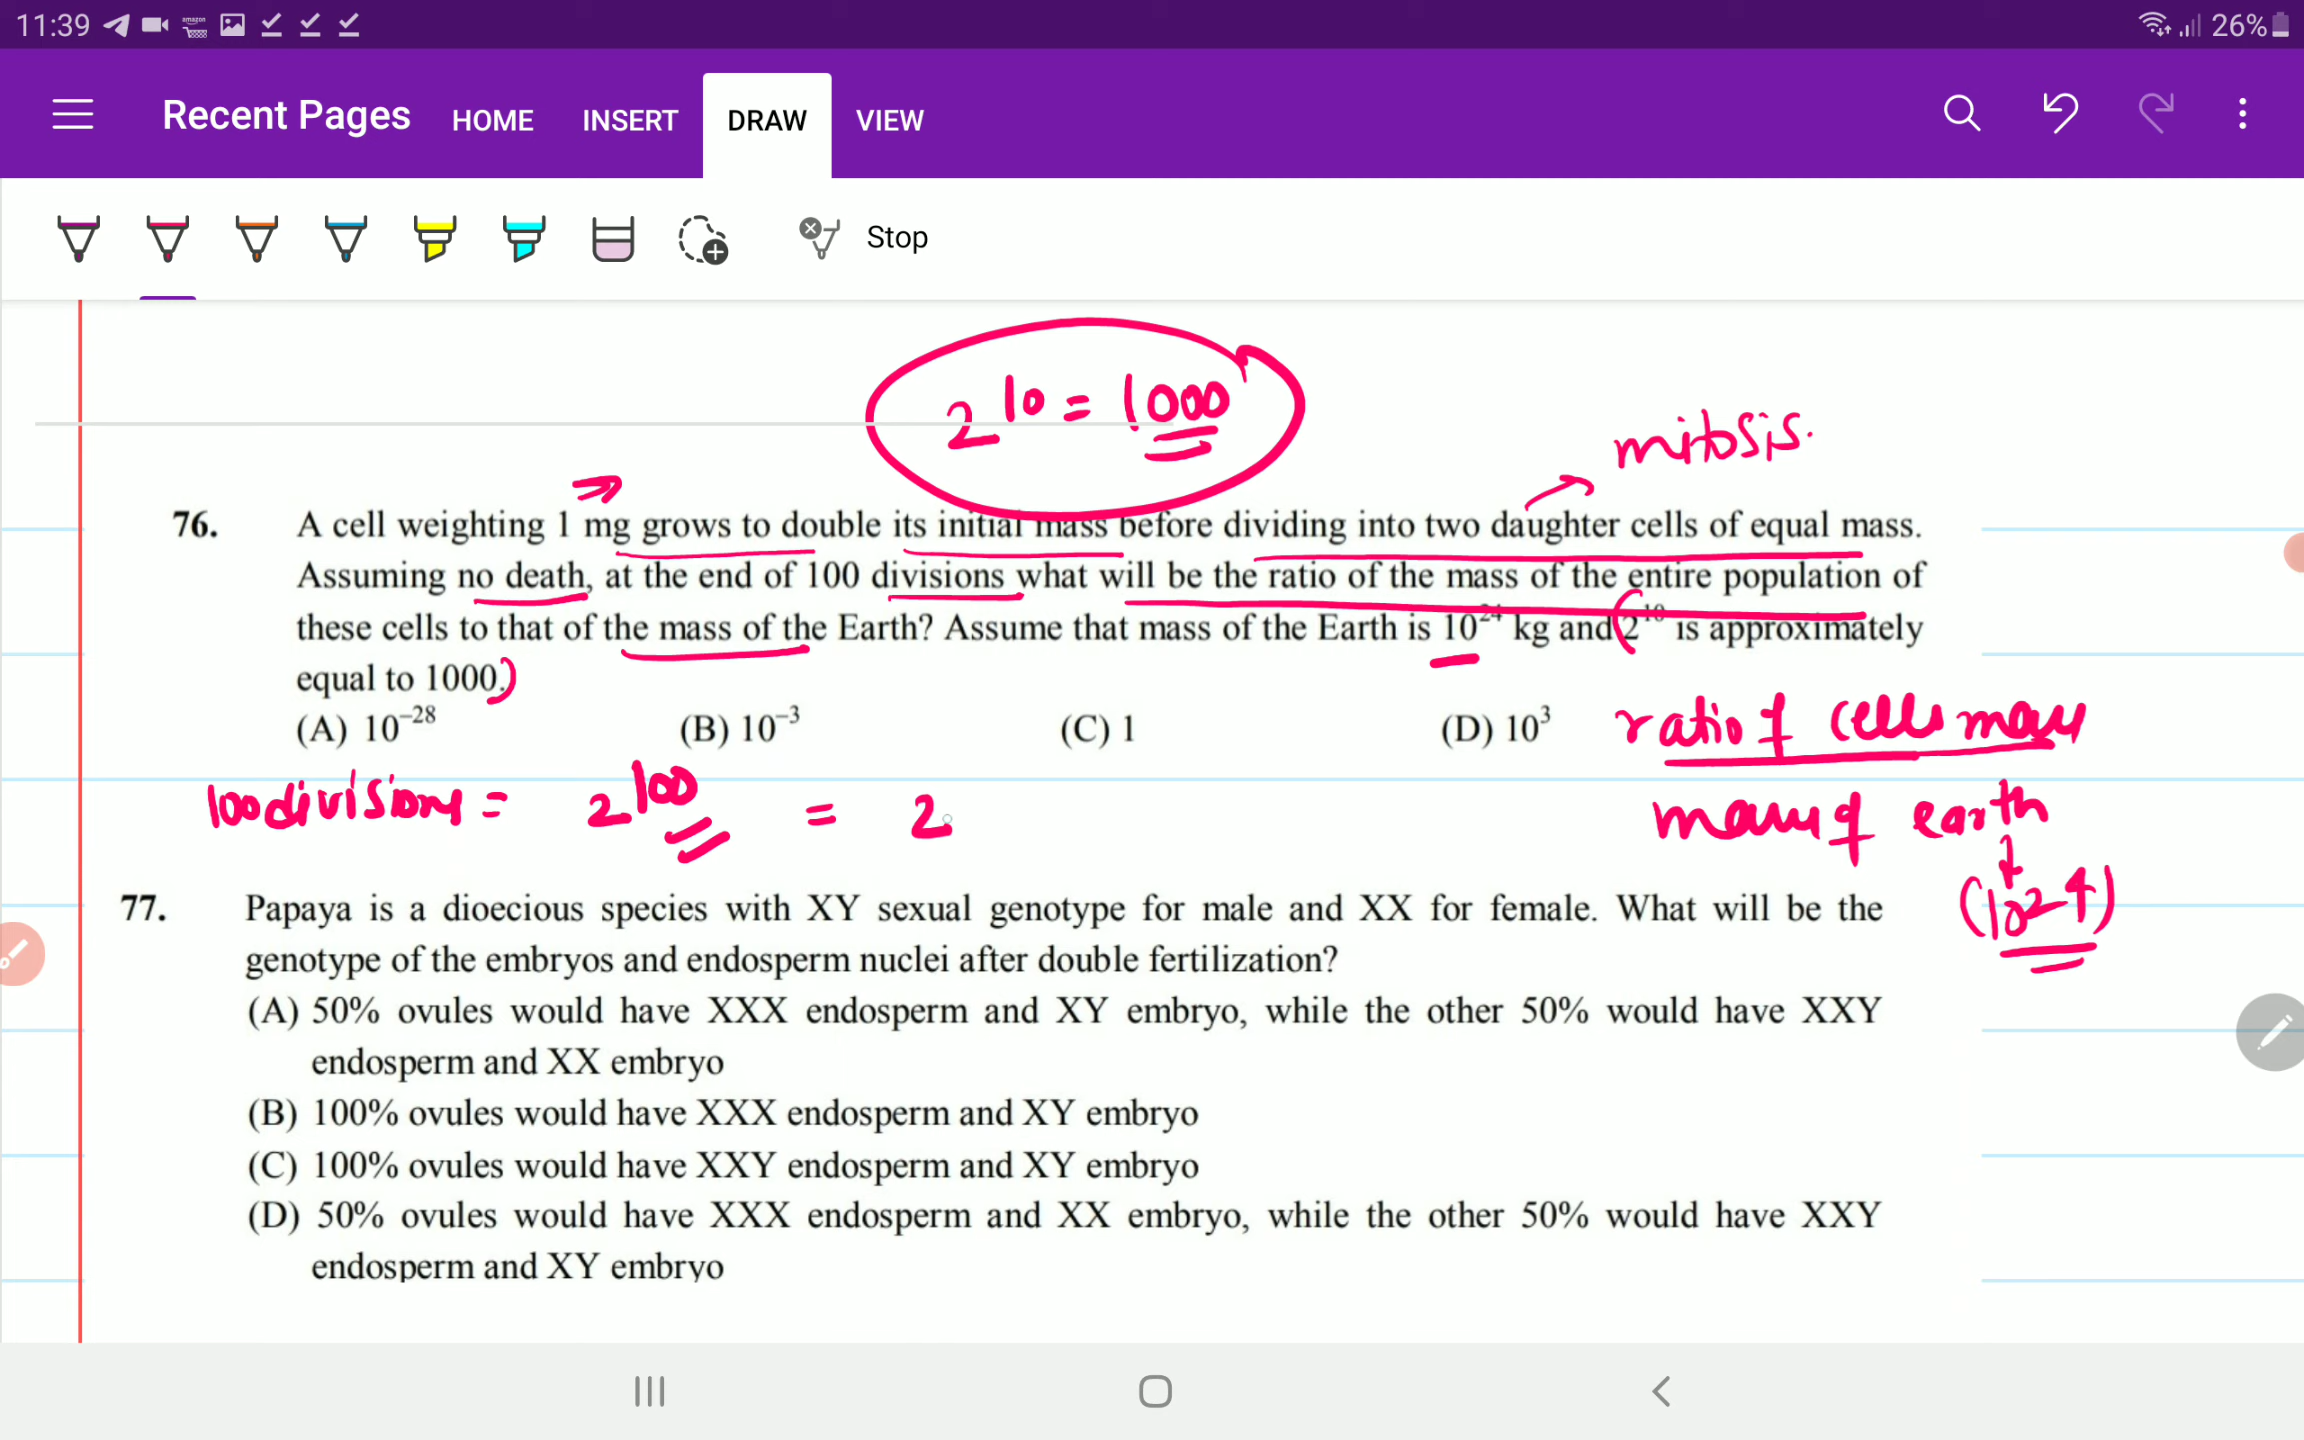 11:39 26%
Recent Pages HOME INSERT DRAW VIEW
Stop
2^10 = 1000
mitosis.
76. A cell weighting 1 mg grows to double its initial mass before dividing into two daughter cells of equal mass.
Assuming no death, at the end of 100 divisions what will be the ratio of the mass of the entire population of
these cells to that of the mass of the Earth? Assume that mass of the Earth is 10^24 kg and 2^10 is approximately
equal to 1000.
(A) 10^−28 (B) 10^−3 (C) 1 (D) 10^3
ratio of cells mass
mass of earth
(10^24)
100 divisions = 2^100 = 2
77. Papaya is a dioecious species with XY sexual genotype for male and XX for female. What will be the
genotype of the embryos and endosperm nuclei after double fertilization?
(A) 50% ovules would have XXX endosperm and XY embryo, while the other 50% would have XXY
endosperm and XX embryo
(B) 100% ovules would have XXX endosperm and XY embryo
(C) 100% ovules would have XXY endosperm and XY embryo
(D) 50% ovules would have XXX endosperm and XX embryo, while the other 50% would have XXY
endosperm and XY embryo